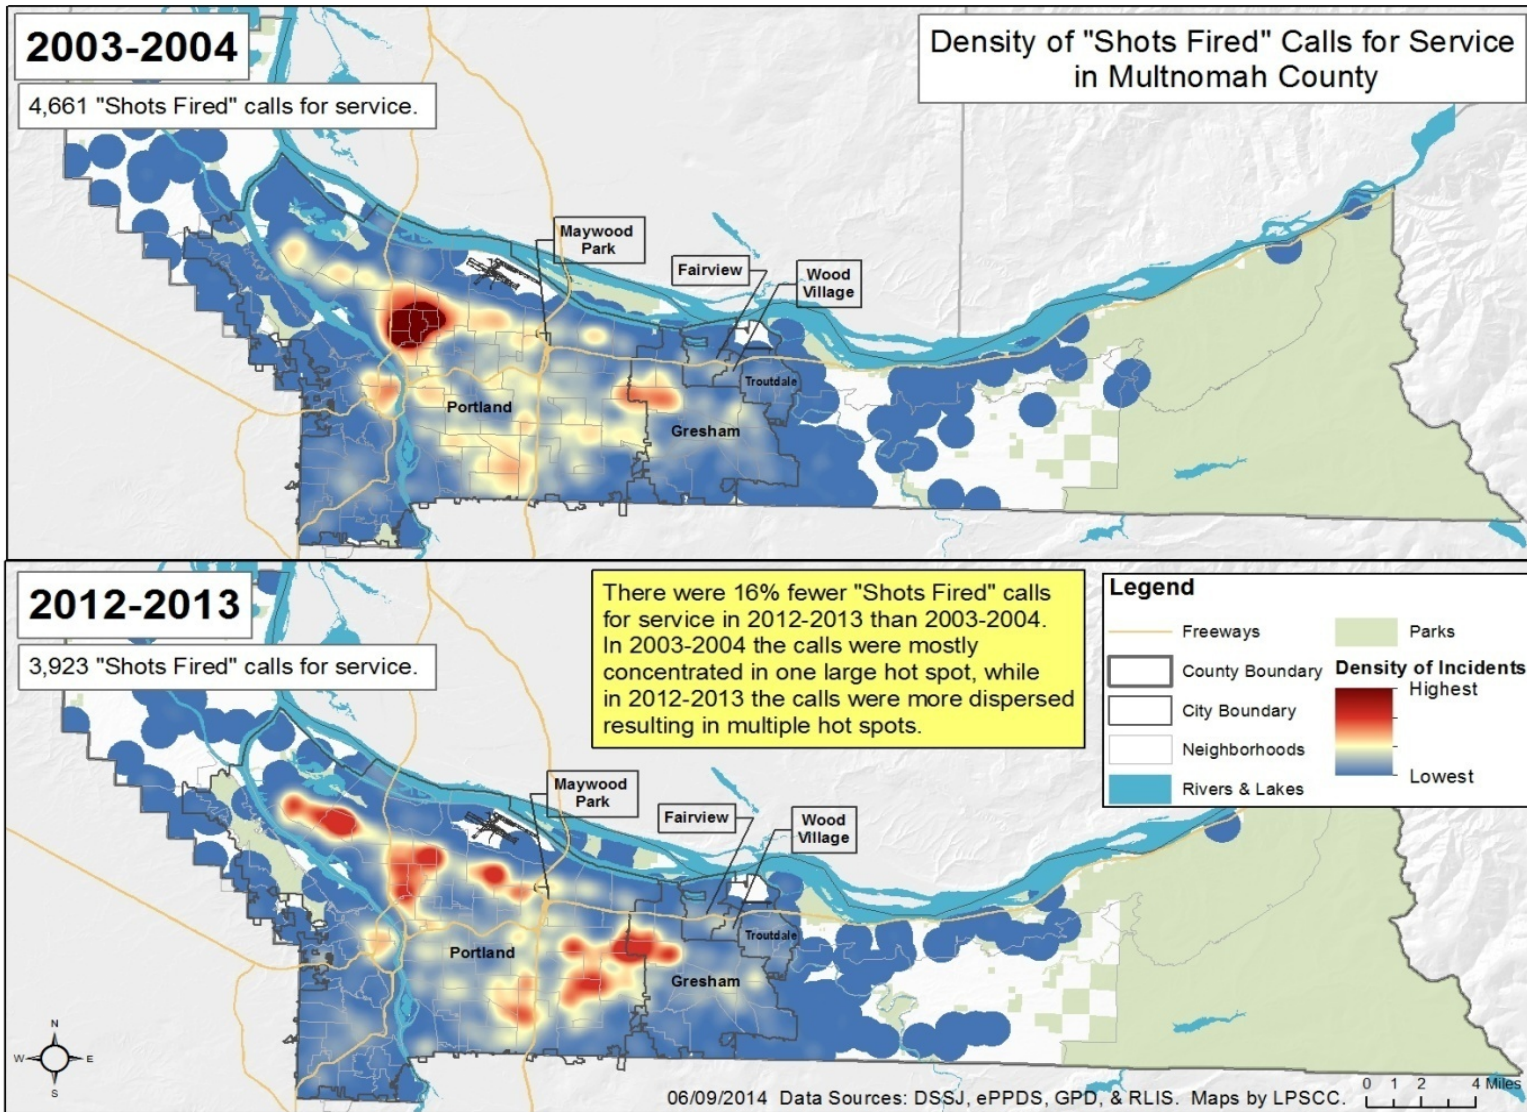 2003-2004
4,661 "Shots Fired" calls for service.
Density of "Shots Fired" Calls for Service
in Multnomah County
Maywood
Park
Fairview
Wood
Village
Troutdale
Portland
Gresham
2012-2013
3,923 "Shots Fired" calls for service.
There were 16% fewer "Shots Fired" calls
for service in 2012-2013 than 2003-2004.
In 2003-2004 the calls were mostly
concentrated in one large hot spot, while
in 2012-2013 the calls were more dispersed
resulting in multiple hot spots.
Legend
Freeways
County Boundary
City Boundary
Neighborhoods
Rivers & Lakes
Parks
Density of Incidents
Highest
Lowest
Maywood
Park
Fairview
Wood
Village
Troutdale
Portland
Gresham
N
W E
S
06/09/2014 Data Sources: DSSJ, ePPDS, GPD, & RLIS. Maps by LPSCC.
0 1 2 4 Miles